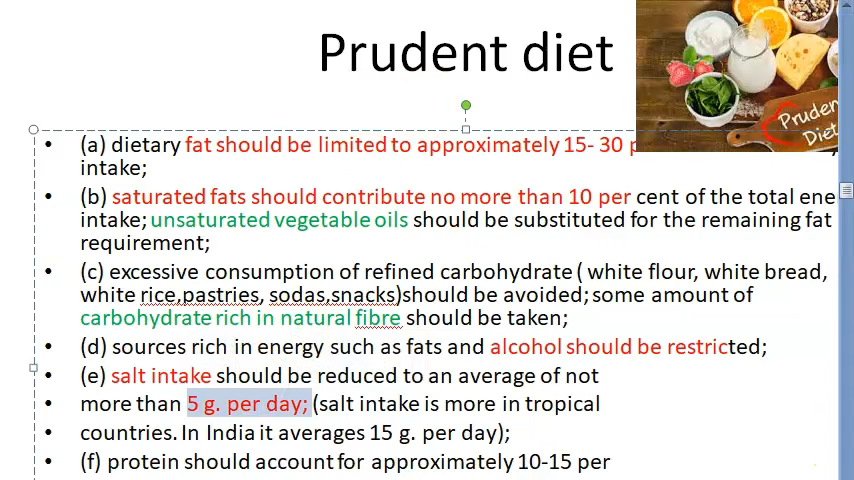 Prudent diet
Pruden
Diet
• (a) dietary fat should be limited to approximately 15- 30
intake;
• (b) saturated fats should contribute no more than 10 per cent of the total ene
intake; unsaturated vegetable oils should be substituted for the remaining fat
requirement;
• (c) excessive consumption of refined carbohydrate ( white flour, white bread,
white rice,pastries, sodas,snacks)should be avoided; some amount of
carbohydrate rich in natural fibre should be taken;
• (d) sources rich in energy such as fats and alcohol should be restricted;
• (e) salt intake should be reduced to an average of not
• more than 5 g. per day; (salt intake is more in tropical
• countries. In India it averages 15 g. per day);
• (f) protein should account for approximately 10-15 per